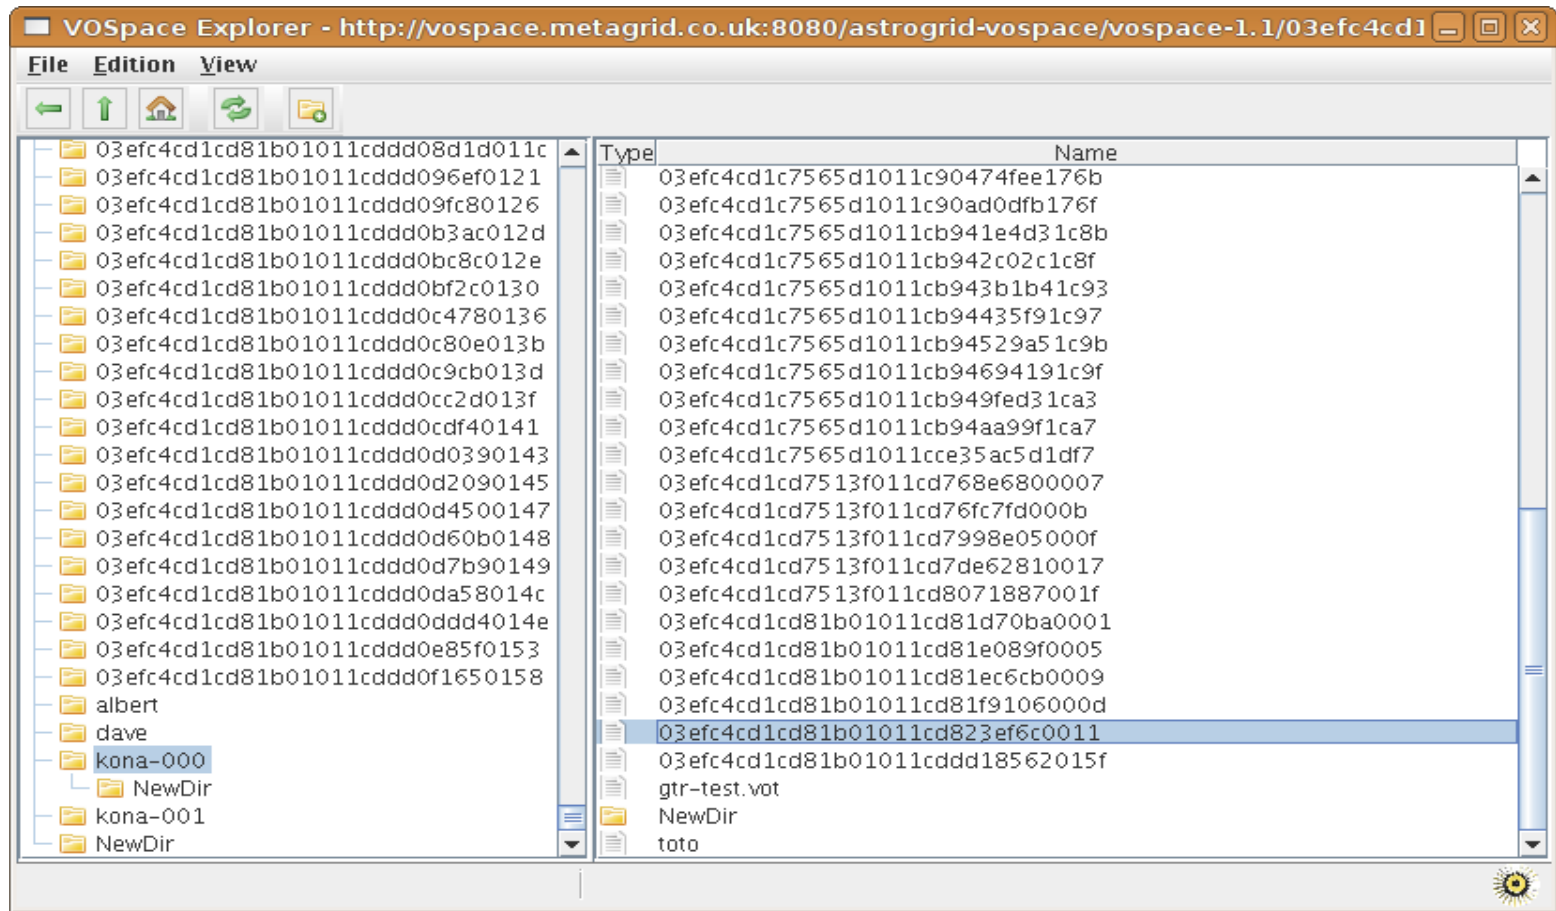 VOSpace Explorer - http://vospace.metagrid.co.uk:8080/astrogrid-vospace/vospace-1.1/03efc4cd1
File Edition View
03efc4cd1cd81b01011cddd08d1d011c
03efc4cd1cd81b01011cddd096ef0121
03efc4cd1cd81b01011cddd09fc80126
03efc4cd1cd81b01011cddd0b3ac012d
03efc4cd1cd81b01011cddd0bc8c012e
03efc4cd1cd81b01011cddd0bf2c0130
03efc4cd1cd81b01011cddd0c4780136
03efc4cd1cd81b01011cddd0c80e013b
03efc4cd1cd81b01011cddd0c9cb013d
03efc4cd1cd81b01011cddd0cc2d013f
03efc4cd1cd81b01011cddd0cdf40141
03efc4cd1cd81b01011cddd0d0390143
03efc4cd1cd81b01011cddd0d2090145
03efc4cd1cd81b01011cddd0d4500147
03efc4cd1cd81b01011cddd0d60b0148
03efc4cd1cd81b01011cddd0d7b90149
03efc4cd1cd81b01011cddd0da58014c
03efc4cd1cd81b01011cddd0ddd4014e
03efc4cd1cd81b01011cddd0e85f0153
03efc4cd1cd81b01011cddd0f1650158
albert
dave
kona-000
NewDir
kona-001
NewDir
Type Name
03efc4cd1c7565d1011c90474fee176b
03efc4cd1c7565d1011c90ad0dfb176f
03efc4cd1c7565d1011cb941e4d31c8b
03efc4cd1c7565d1011cb942c02c1c8f
03efc4cd1c7565d1011cb943b1b41c93
03efc4cd1c7565d1011cb94435f91c97
03efc4cd1c7565d1011cb94529a51c9b
03efc4cd1c7565d1011cb94694191c9f
03efc4cd1c7565d1011cb949fed31ca3
03efc4cd1c7565d1011cb94aa99f1ca7
03efc4cd1c7565d1011cce35ac5d1df7
03efc4cd1cd7513f011cd768e6800007
03efc4cd1cd7513f011cd76fc7fd000b
03efc4cd1cd7513f011cd7998e05000f
03efc4cd1cd7513f011cd7de62810017
03efc4cd1cd7513f011cd8071887001f
03efc4cd1cd81b01011cd81d70ba0001
03efc4cd1cd81b01011cd81e089f0005
03efc4cd1cd81b01011cd81ec6cb0009
03efc4cd1cd81b01011cd81f9106000d
03efc4cd1cd81b01011cd823ef6c0011
03efc4cd1cd81b01011cddd18562015f
gtr-test.vot
NewDir
toto